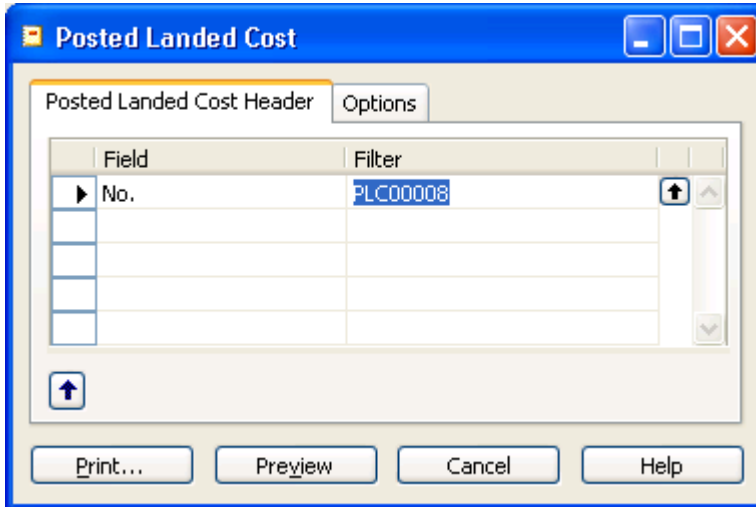 Posted Landed Cost
Posted Landed Cost Header Options
Field Filter
No. PLC00008
Print... Preview Cancel Help